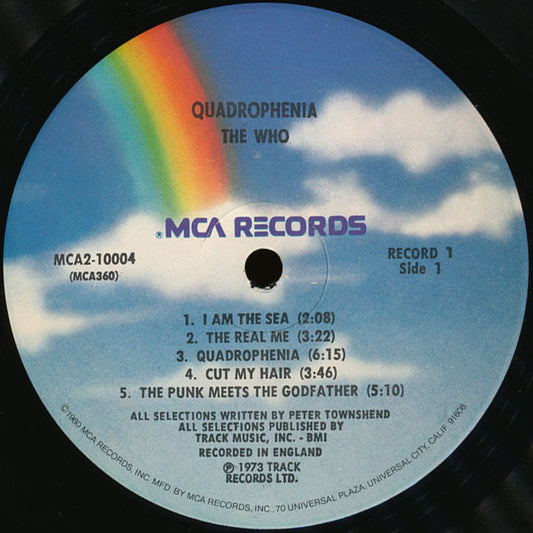 QUADROPHENIA
THE WHO
®MCA RECORDS
MCA2-10004
(MCA360)
RECORD 1
Side 1
1. I AM THE SEA (2:08)
2. THE REAL ME (3:22)
3. QUADROPHENIA (6:15)
4. CUT MY HAIR (3:46)
5. THE PUNK MEETS THE GODFATHER (5:10)
ALL SELECTIONS WRITTEN BY PETER TOWNSHEND
ALL SELECTIONS PUBLISHED BY
TRACK MUSIC, INC. - BMI
RECORDED IN ENGLAND
℗ 1973 TRACK
RECORDS LTD.
©1980 MCA RECORDS, INC. MFD. BY MCA RECORDS, INC., 70 UNIVERSAL PLAZA, UNIVERSAL CITY, CALIF. 91608